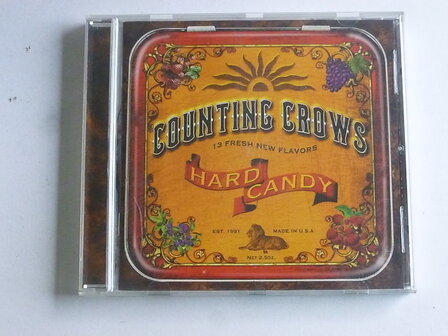 COUNTING CROWS
13 FRESH NEW FLAVORS
HARD CANDY
EST. 1991 MADE IN U.S.A
NET 2.5OZ.